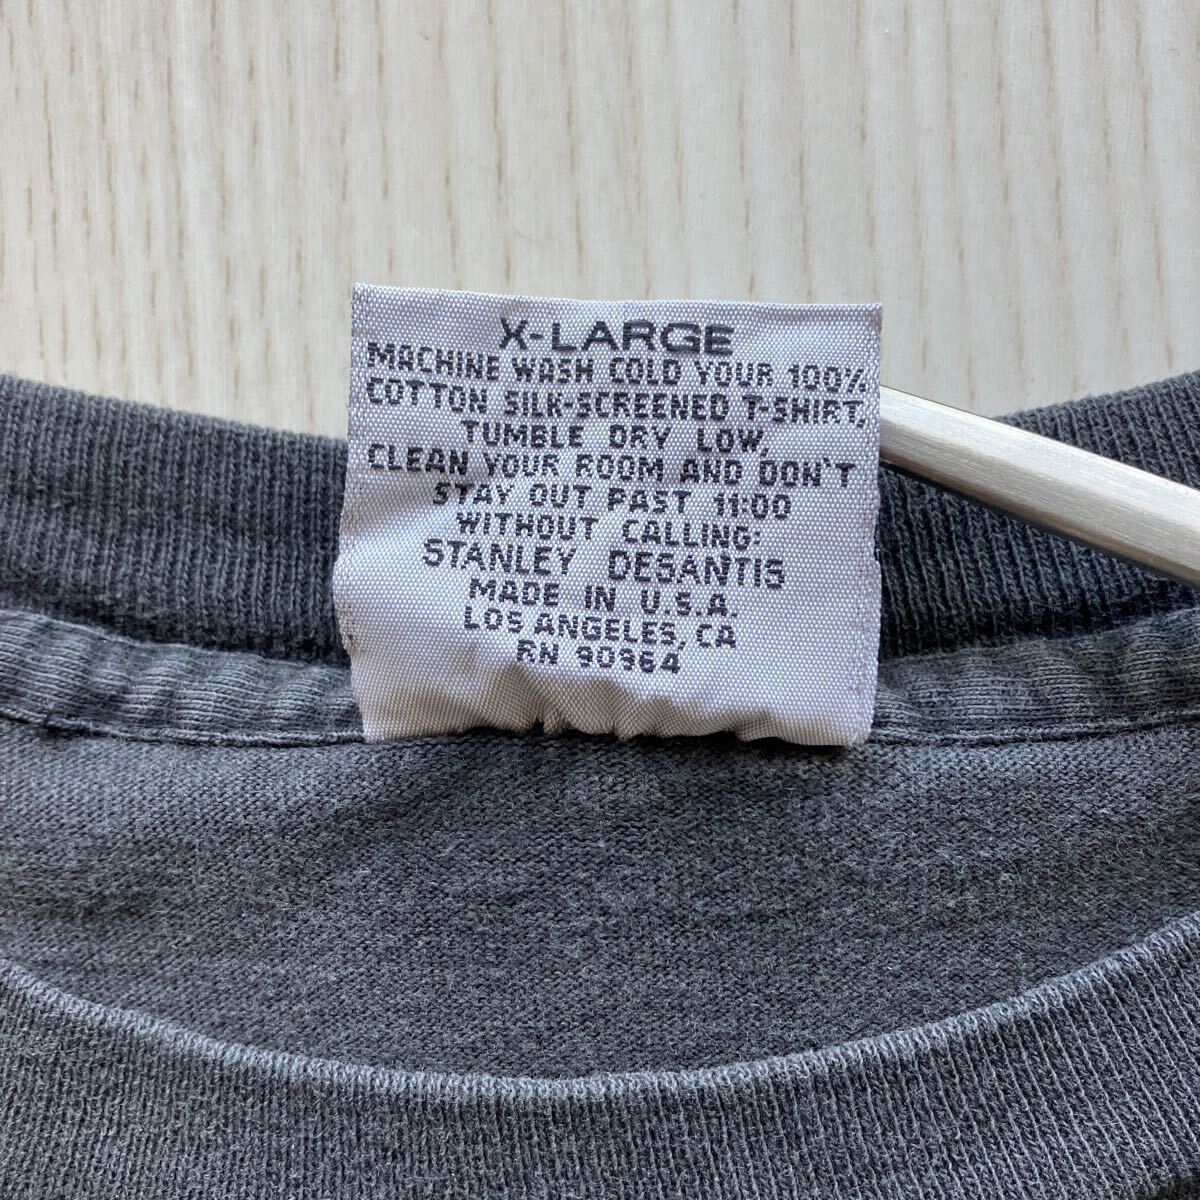 X-LARGE
MACHINE WASH COLD YOUR 100%
COTTON SILK-SCREENED T-SHIRT,
TUMBLE DRY LOW,
CLEAN YOUR ROOM AND DON'T
STAY OUT PAST 11:00
WITHOUT CALLING:
STANLEY DESANTIS
MADE IN U.S.A.
LOS ANGELES, CA
RN 90964